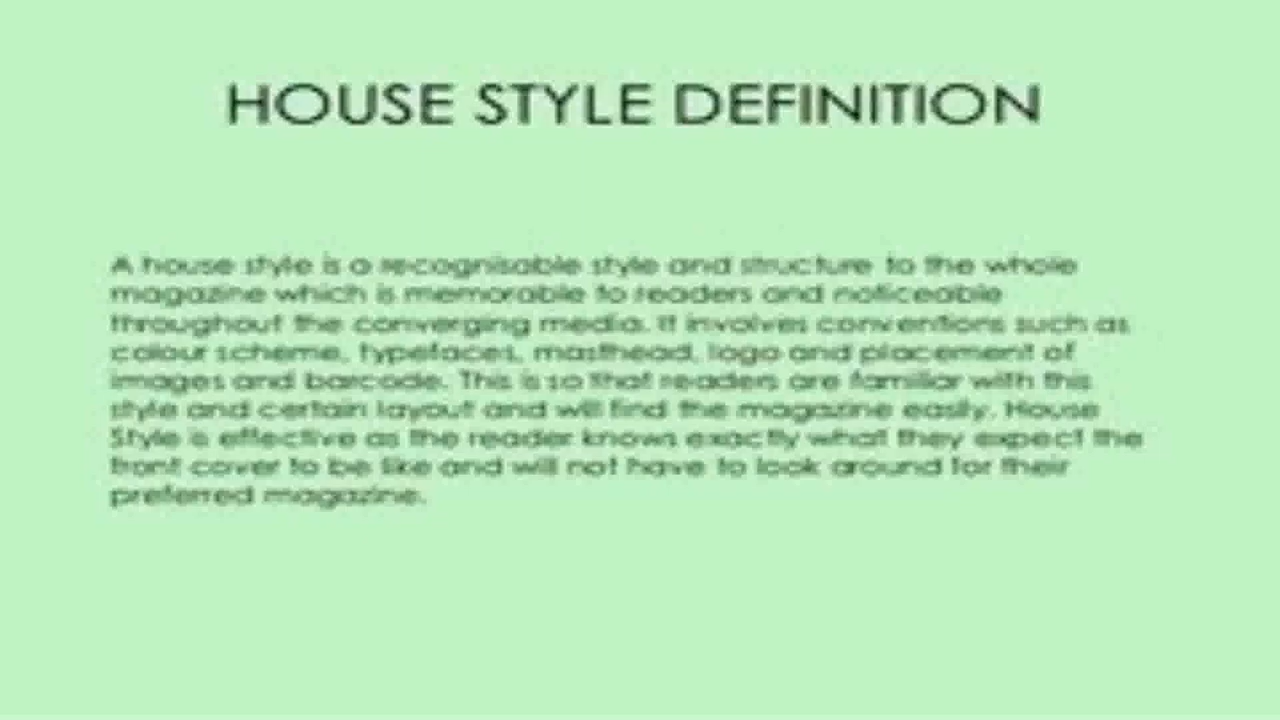 HOUSE STYLE DEFINITION
A house style is a recognisable style and structure to the whole
magazine which is memorable to readers and noticeable
throughout the converging media. It involves conventions such as
colour scheme, typefaces, masthead, logo and placement of
images and barcode. This is so that readers are familiar with this
style and certain layout and will find the magazine easily. House
Style is effective as the reader knows exactly what they expect the
front cover to be like and will not have to look around for their
preferred magazine.